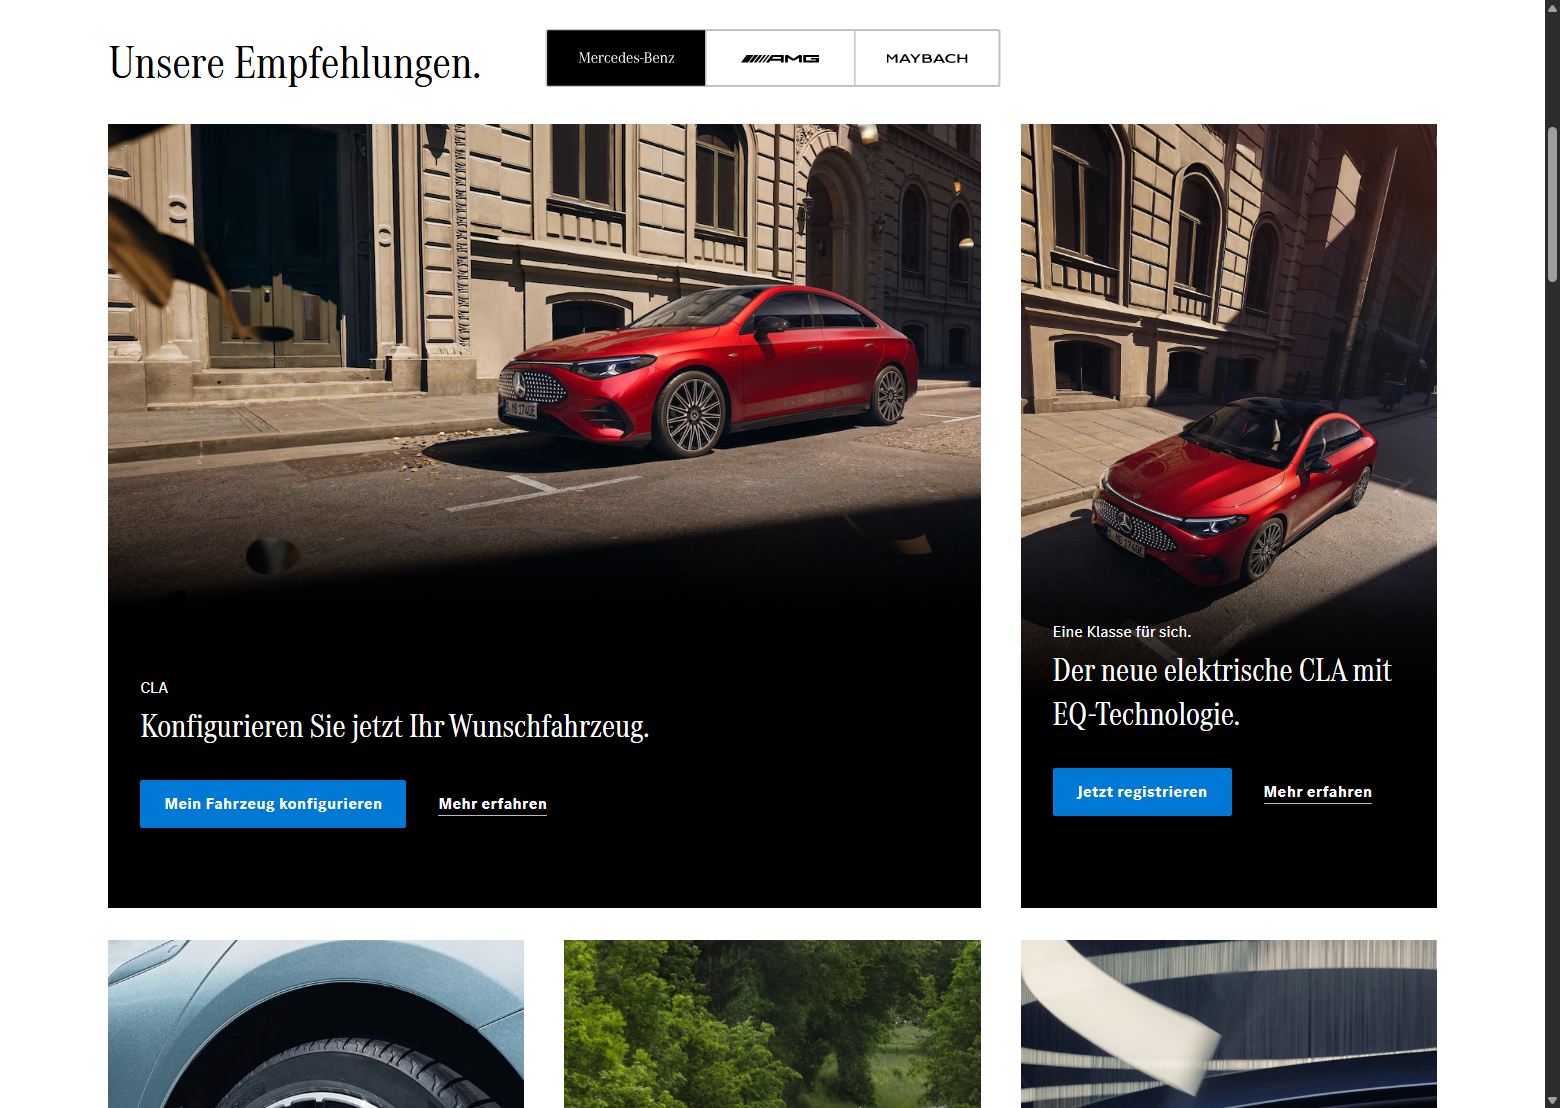 Unsere Empfehlungen.
Mercedes-Benz
AMG
MAYBACH
CLA
Konfigurieren Sie jetzt Ihr Wunschfahrzeug.
Mein Fahrzeug konfigurieren
Mehr erfahren
Eine Klasse für sich.
Der neue elektrische CLA mit
EQ-Technologie.
Jetzt registrieren
Mehr erfahren